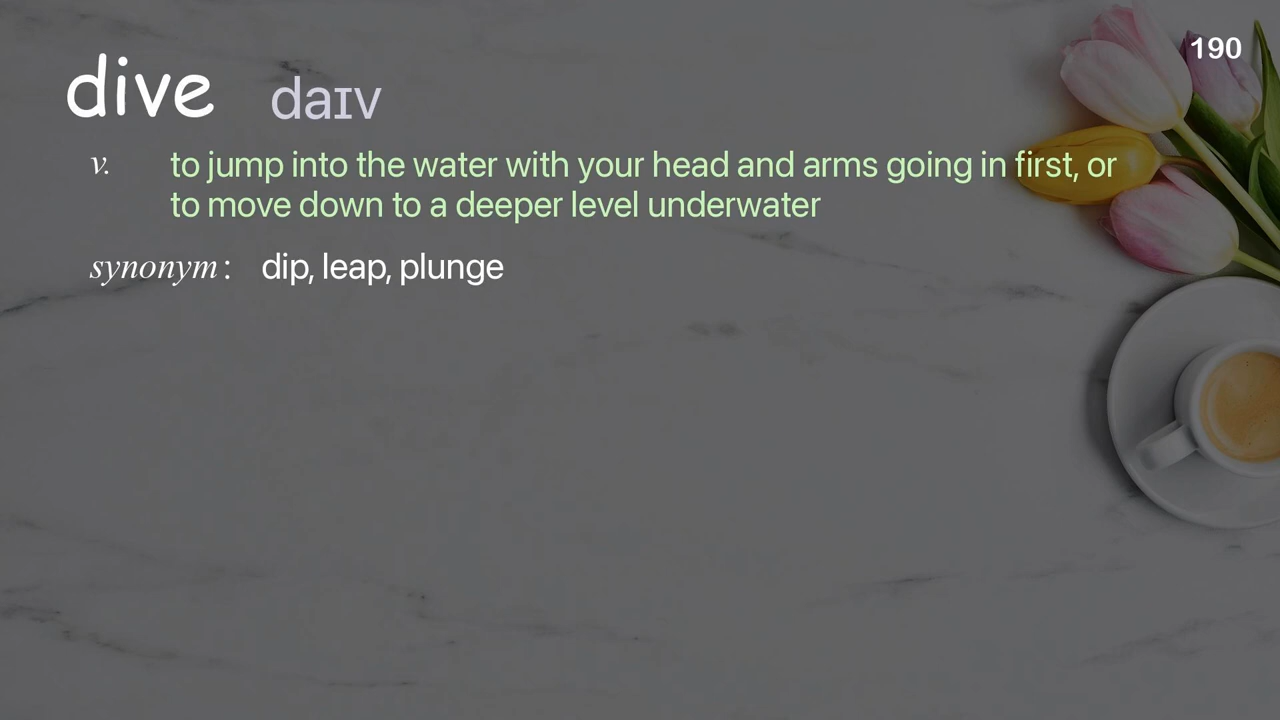 190
dive daɪv
v. to jump into the water with your head and arms going in first, or
to move down to a deeper level underwater
synonym : dip, leap, plunge